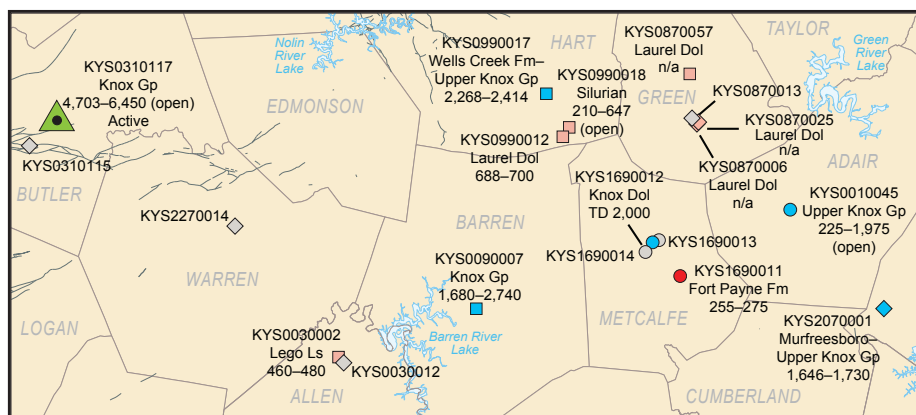 TAYLOR
HART
KYS0870057
Laurel Dol
n/a
Nolin
River
Lake
KYS0990017
Wells Creek Fm–
Upper Knox Gp
2,268–2,414
Green
River
Lake
KYS0310117
Knox Gp
4,703–6,450 (open)
Active
KYS0990018
Silurian
210–647
(open)
GREEN
KYS0870013
EDMONSON
KYS0870025
Laurel Dol
n/a
KYS0990012
Laurel Dol
688–700
KYS0310115
ADAIR
KYS0870006
Laurel Dol
n/a
KYS1690012
Knox Dol
TD 2,000
BUTLER
KYS0010045
Upper Knox Gp
225–1,975
(open)
KYS2270014
BARREN
KYS1690013
KYS1690014
KYS0090007
Knox Gp
1,680–2,740
WARREN
KYS1690011
Fort Payne Fm
255–275
METCALFE
LOGAN
KYS2070001
Murfreesboro–
Upper Knox Gp
1,646–1,730
KYS0030002
Lego Ls
460–480
Barren River
Lake
KYS0030012
ALLEN
CUMBERLAND